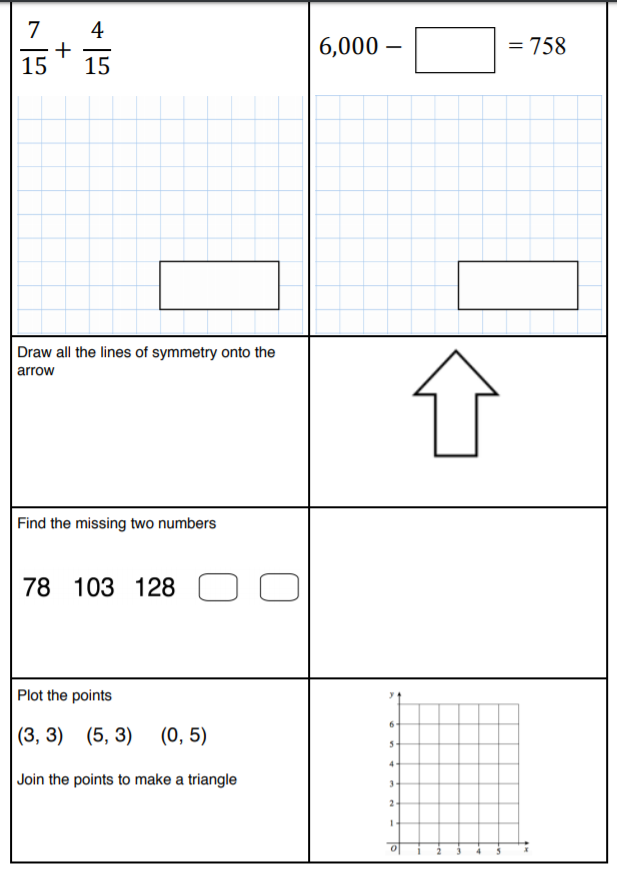 7/15 + 4/15
6,000 – = 758
Draw all the lines of symmetry onto the
arrow
Find the missing two numbers
78 103 128
Plot the points
(3, 3) (5, 3) (0, 5)
Join the points to make a triangle
y
6
5
4
3
2
1
O 1 2 3 4 5 x